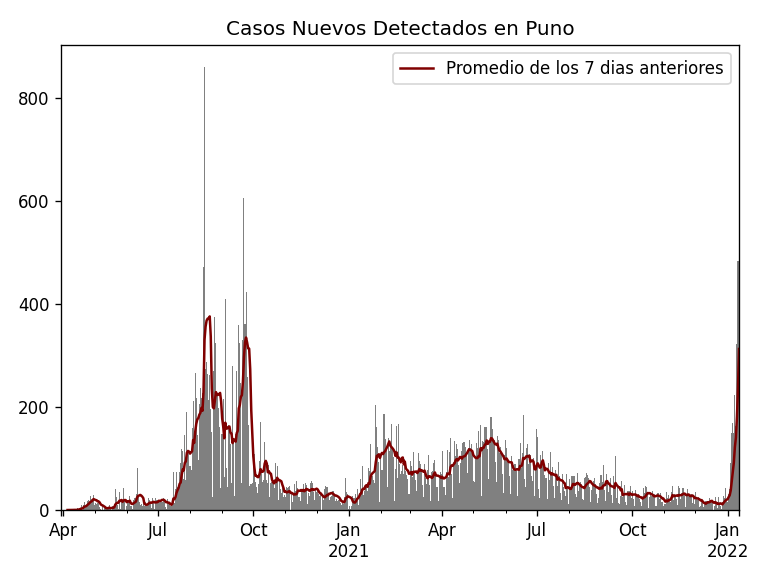 Casos Nuevos Detectados en Puno
Promedio de los 7 dias anteriores
800
600
400
200
0
Apr Jul Oct Jan Apr Jul Oct Jan
2021 2022